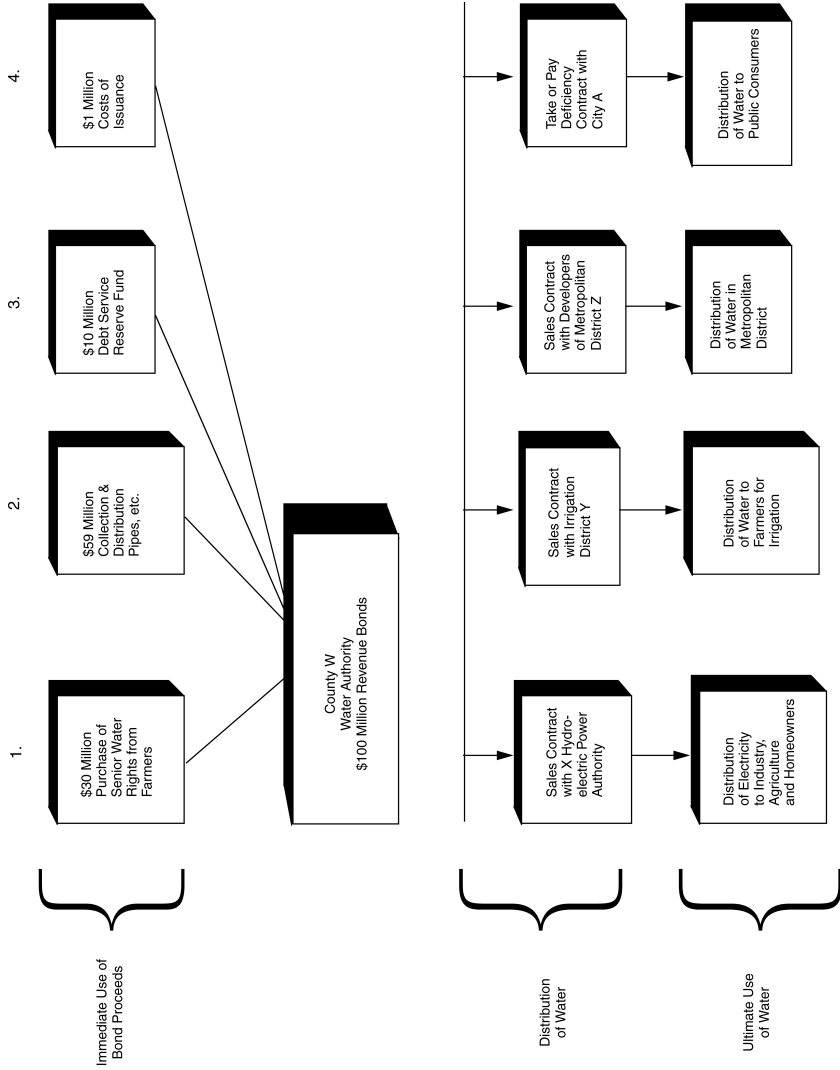 1.
2.
3.
4.
Immediate Use of
Bond Proceeds
$30 Million
Purchase of
Senior Water
Rights from
Farmers
$59 Million
Collection &
Distribution
Pipes, etc.
$10 Million
Debt Service
Reserve Fund
$1 Million
Costs of
Issuance
County W
Water Authority
$100 Million Revenue Bonds
Distribution
of Water
Sales Contract
with X Hydro-
electric Power
Authority
Sales Contract
with Irrigation
District Y
Sales Contract
with Developers
of Metropolitan
District Z
Take or Pay
Deficiency
Contract with
City A
Ultimate Use
of Water
Distribution
of Electricity
to Industry,
Agriculture
and Homeowners
Distribution
of Water to
Farmers for
Irrigation
Distribution
of Water in
Metropolitan
District
Distribution
of Water to
Public Consumers